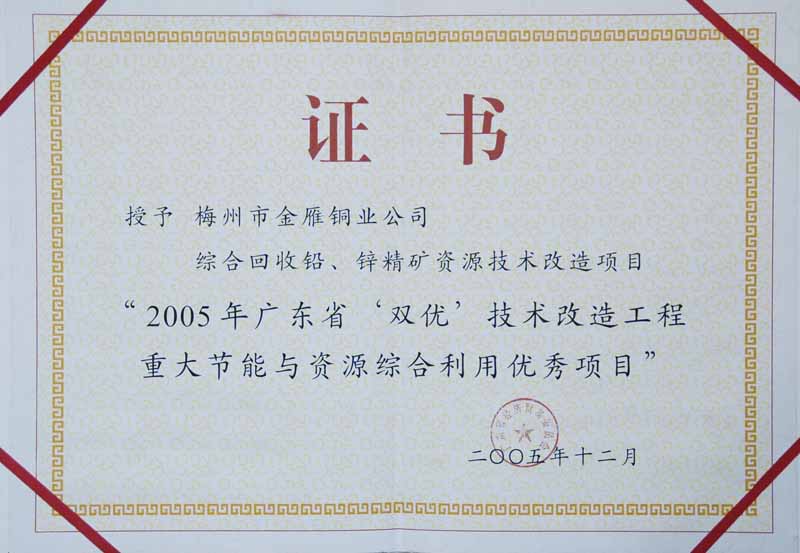 证书
授予 梅州市金雁铜业公司
综合回收铅、锌精矿资源技术改造项目
“2005年广东省‘双优’技术改造工程
重大节能与资源综合利用优秀项目”
二〇〇五年十二月